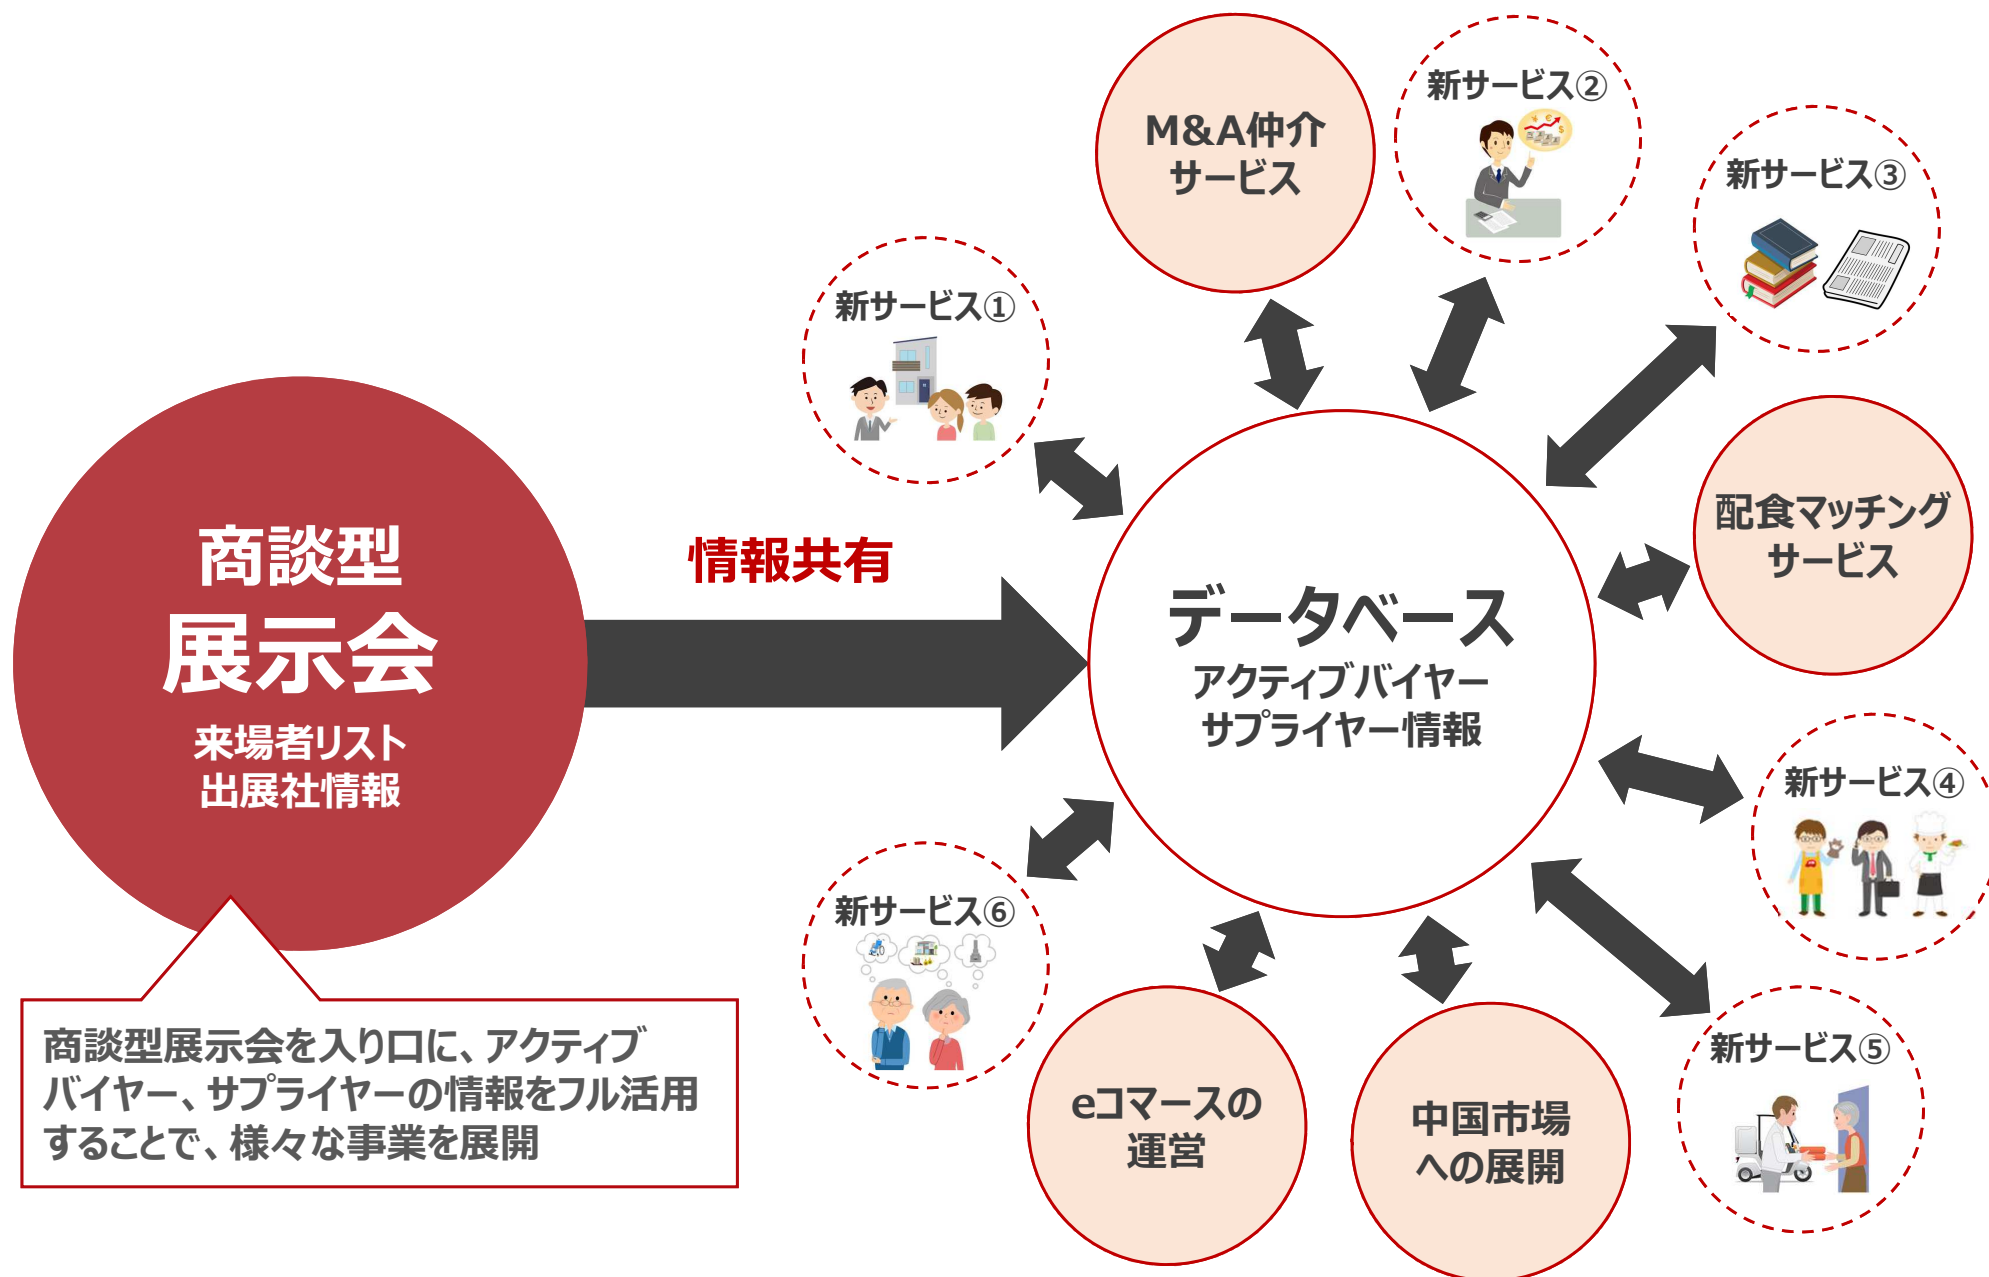 商談型
展示会
来場者リスト
出展社情報
商談型展示会を入り口に、アクティブ
バイヤー、サプライヤーの情報をフル活用
することで、様々な事業を展開
情報共有
データベース
アクティブバイヤー
サプライヤー情報
新サービス①
M&A仲介
サービス
新サービス②
新サービス③
配食マッチング
サービス
新サービス④
新サービス⑤
中国市場
への展開
eコマースの
運営
新サービス⑥